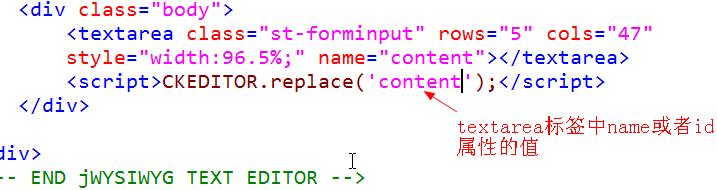 <div class="body">
<textarea class="st-forminput" rows="5" cols="47"
style="width:96.5%;" name="content"></textarea>
<script>CKEDITOR.replace('content');</script>
</div>
textarea标签中name或者id
属性的值
div>
-- END jWYSIWYG TEXT EDITOR -->